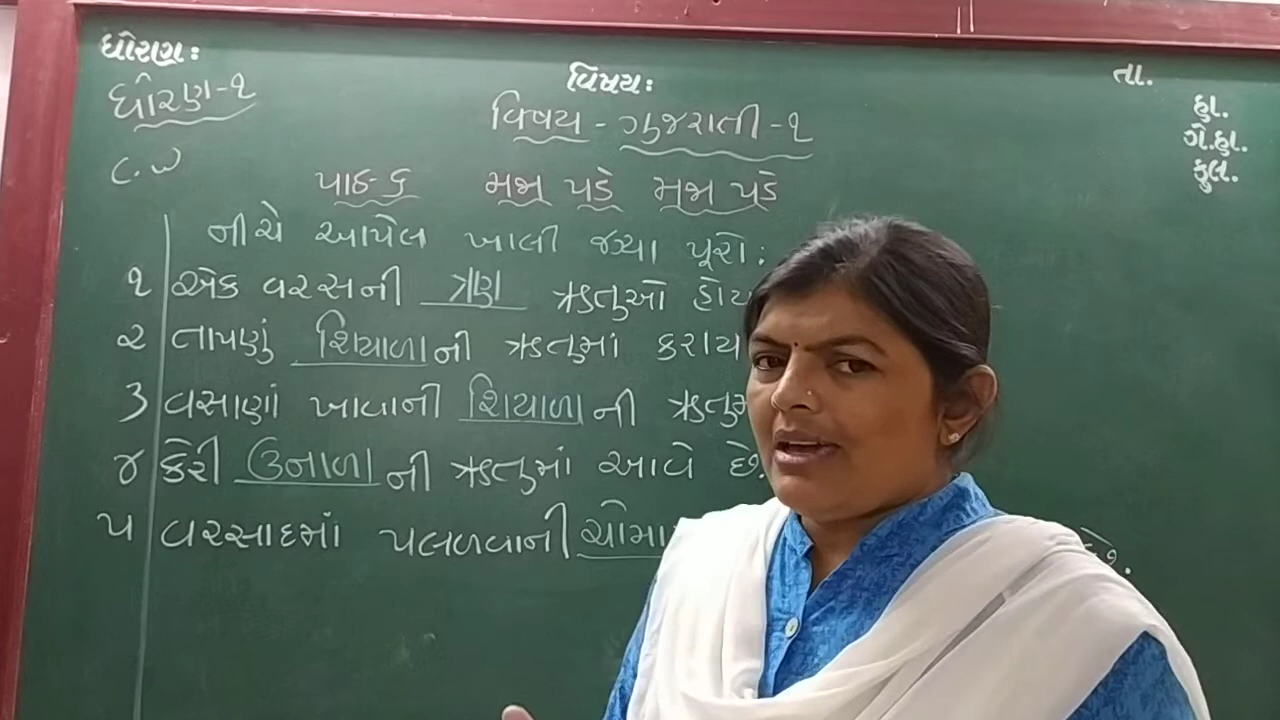 ધોરણ:
વિષય:
તા.
હા.
ગે.હા.
કુલ.
ધોરણ-૧
વિષય - ગુજરાતી-૧
C.W
પાઠ-૬ મજા પડે મજા પડે
નીચે આપેલ ખાલી જગ્યા પૂરો:
૧ એક વરસની ત્રણ ઋતુઓ હોય
૨ તાપણું શિયાળાની ઋતુમાં કરાય
૩ વસાણાં ખાવાની શિયાળાની ઋતુમ
૪ કેરી ઉનાળાની ઋતુમાં આવે છે.
૫ વરસાદમાં પલળવાની ચોમા છે.